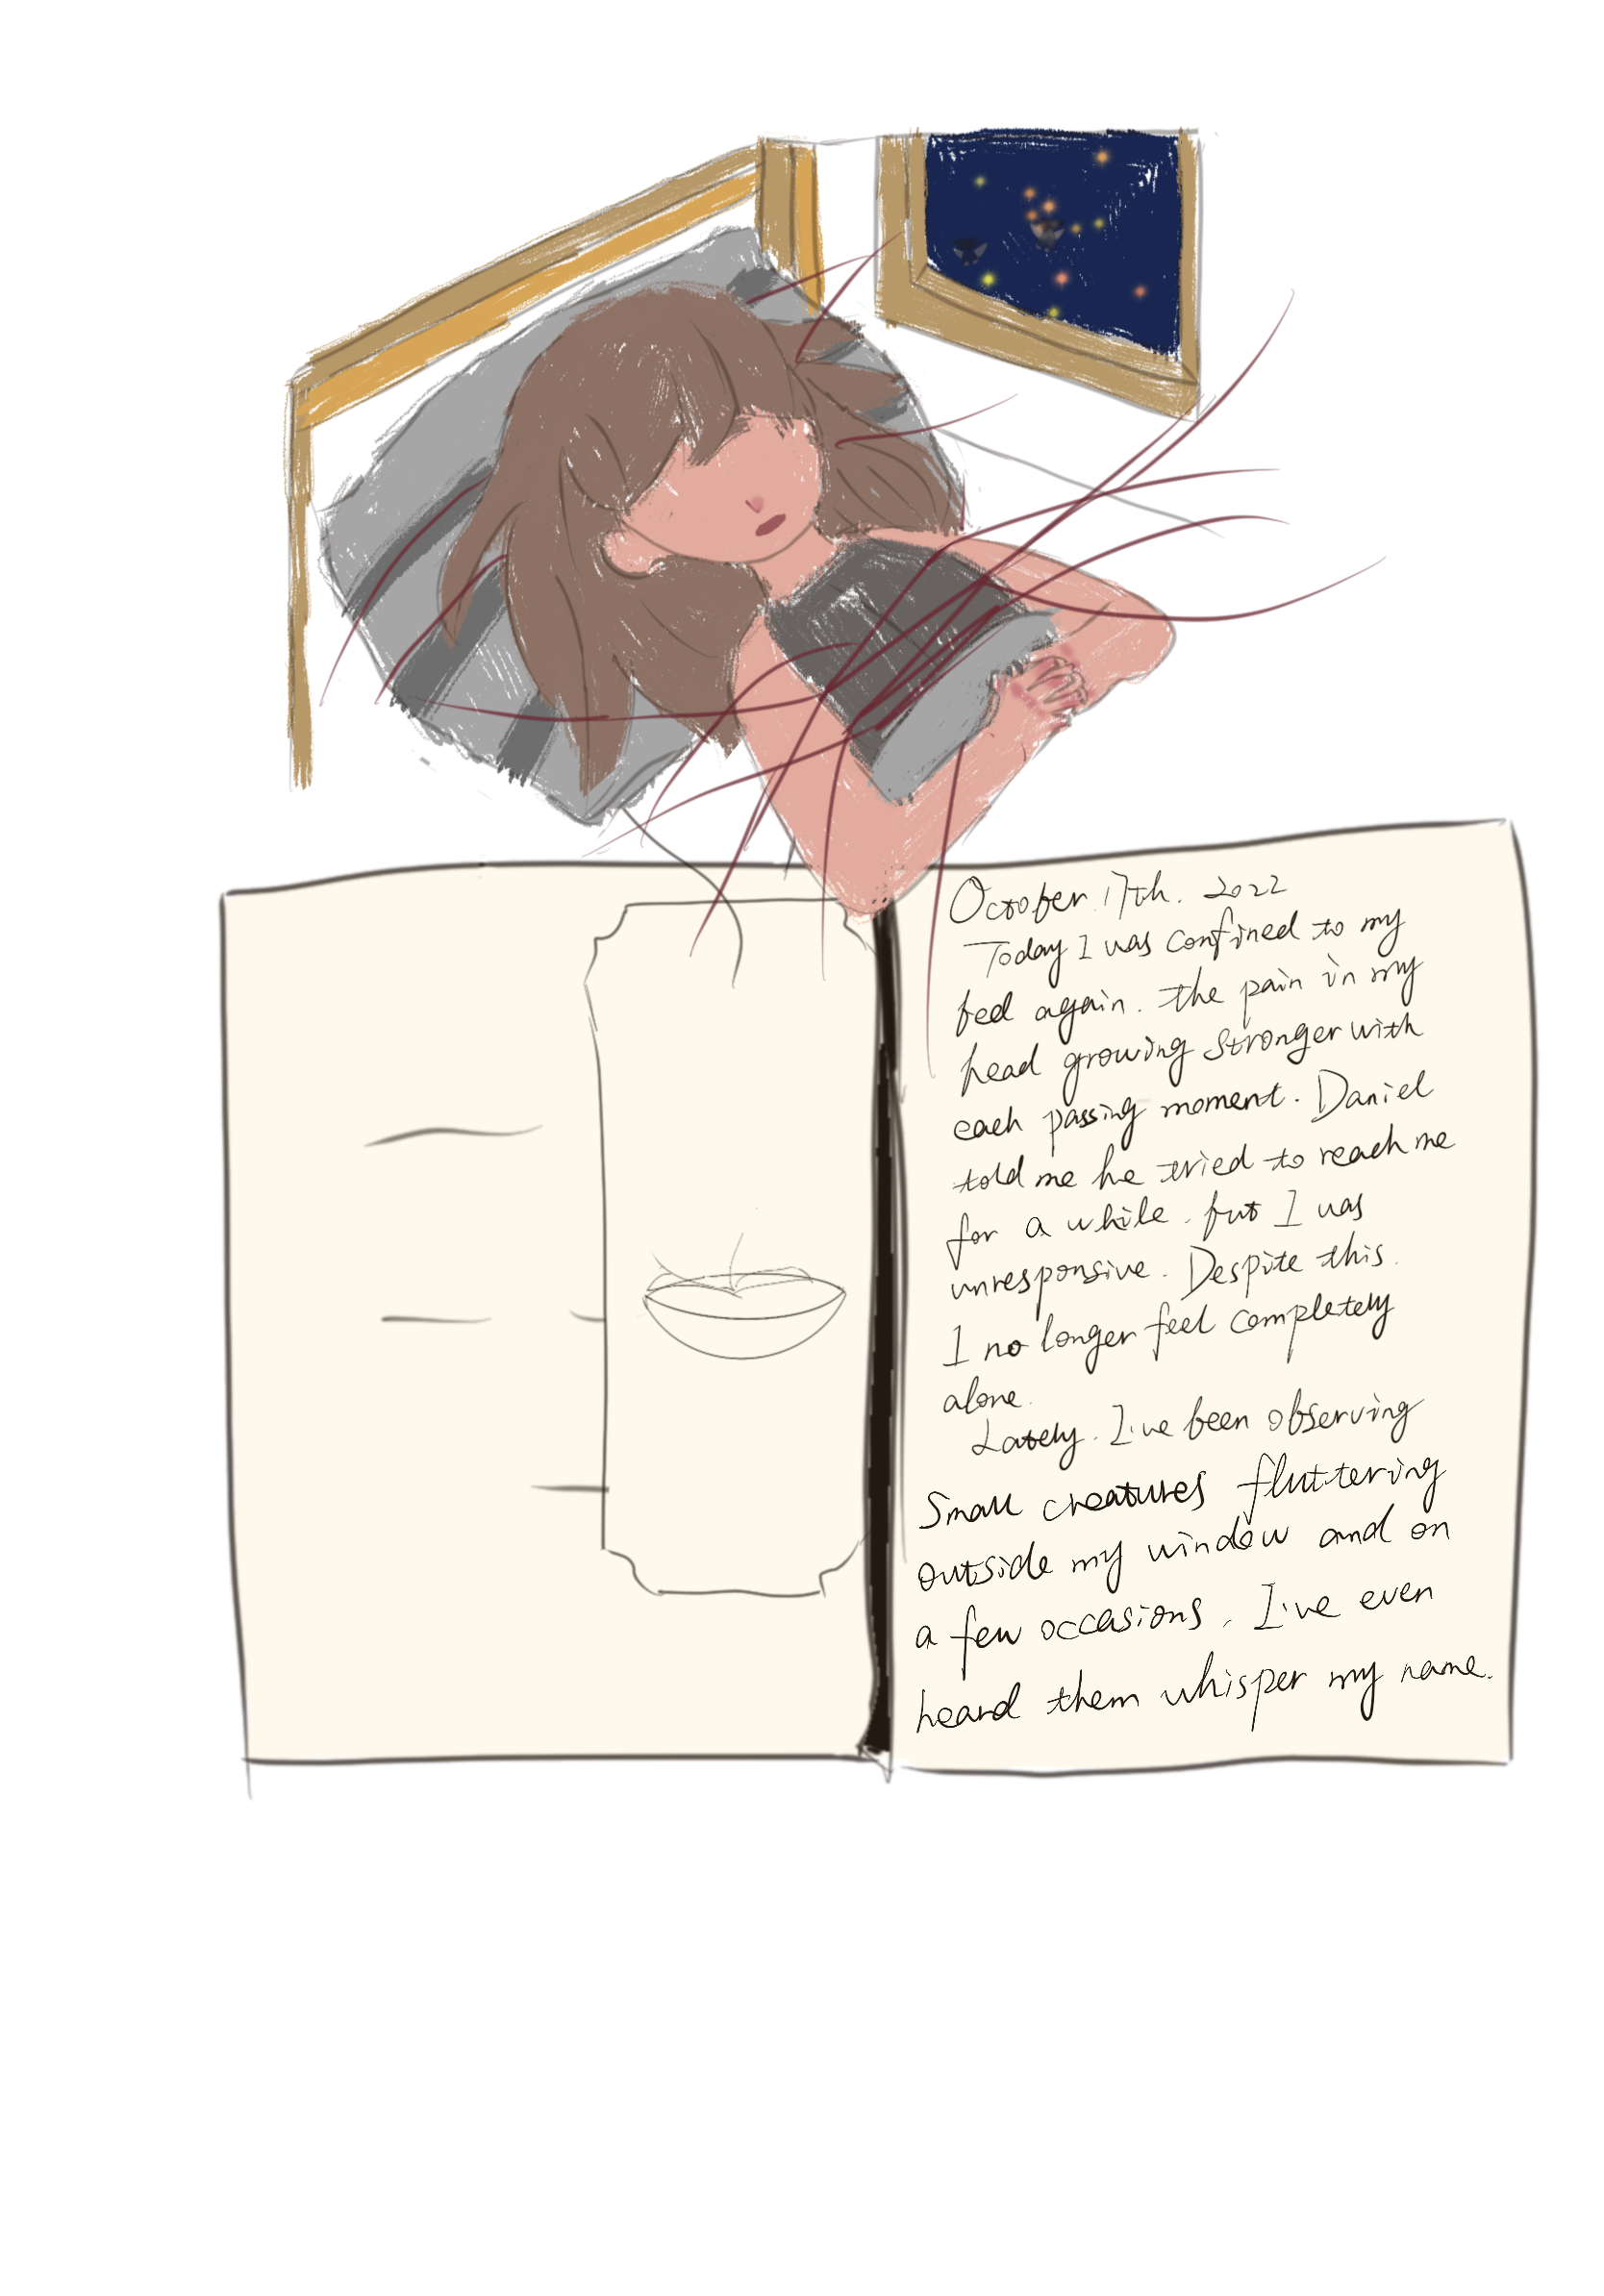 October 17th. 2022
Today I was confined to my
bed again. the pain in my
head growing stronger with
each passing moment. Daniel
told me he tried to reach me
for a while. but I was
unresponsive. Despite this.
I no longer feel completely
alone.
Lately. I've been observing
Small creatures fluttering
outside my window and on
a few occasions, I've even
heard them whisper my name.